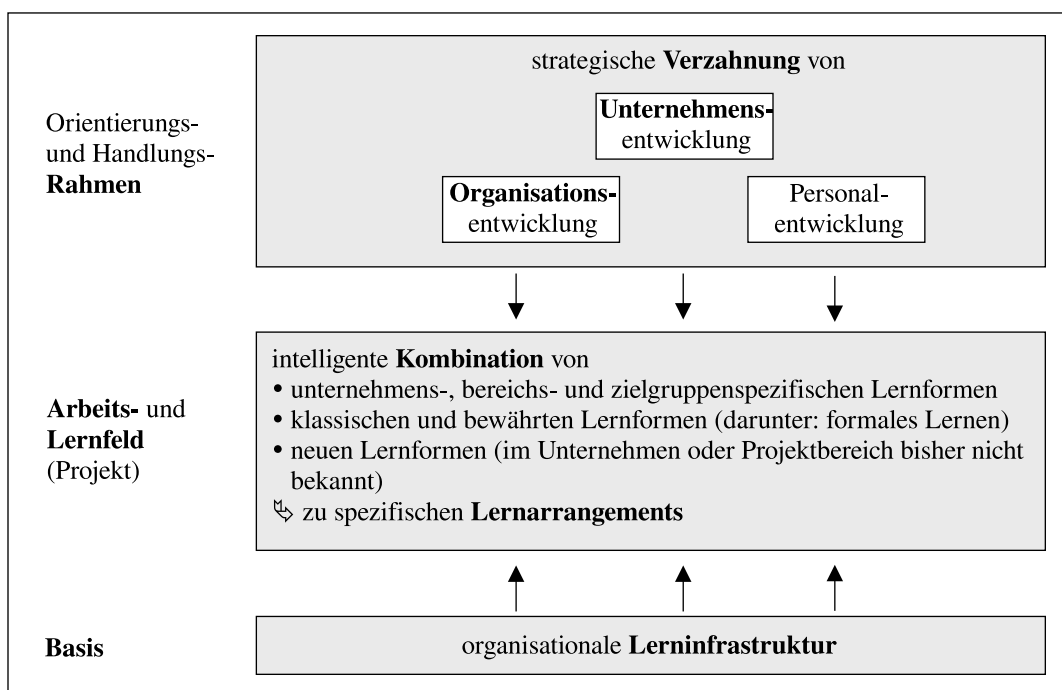 strategische Verzahnung von
Unternehmens-
entwicklung
Orientierungs-
und Handlungs-
Rahmen
Organisations-
entwicklung
Personal-
entwicklung
Arbeits- und
Lernfeld
(Projekt)
intelligente Kombination von
• unternehmens-, bereichs- und zielgruppenspezifischen Lernformen
• klassischen und bewährten Lernformen (darunter: formales Lernen)
• neuen Lernformen (im Unternehmen oder Projektbereich bisher nicht
bekannt)
zu spezifischen Lernarrangements
Basis
organisationale Lerninfrastruktur